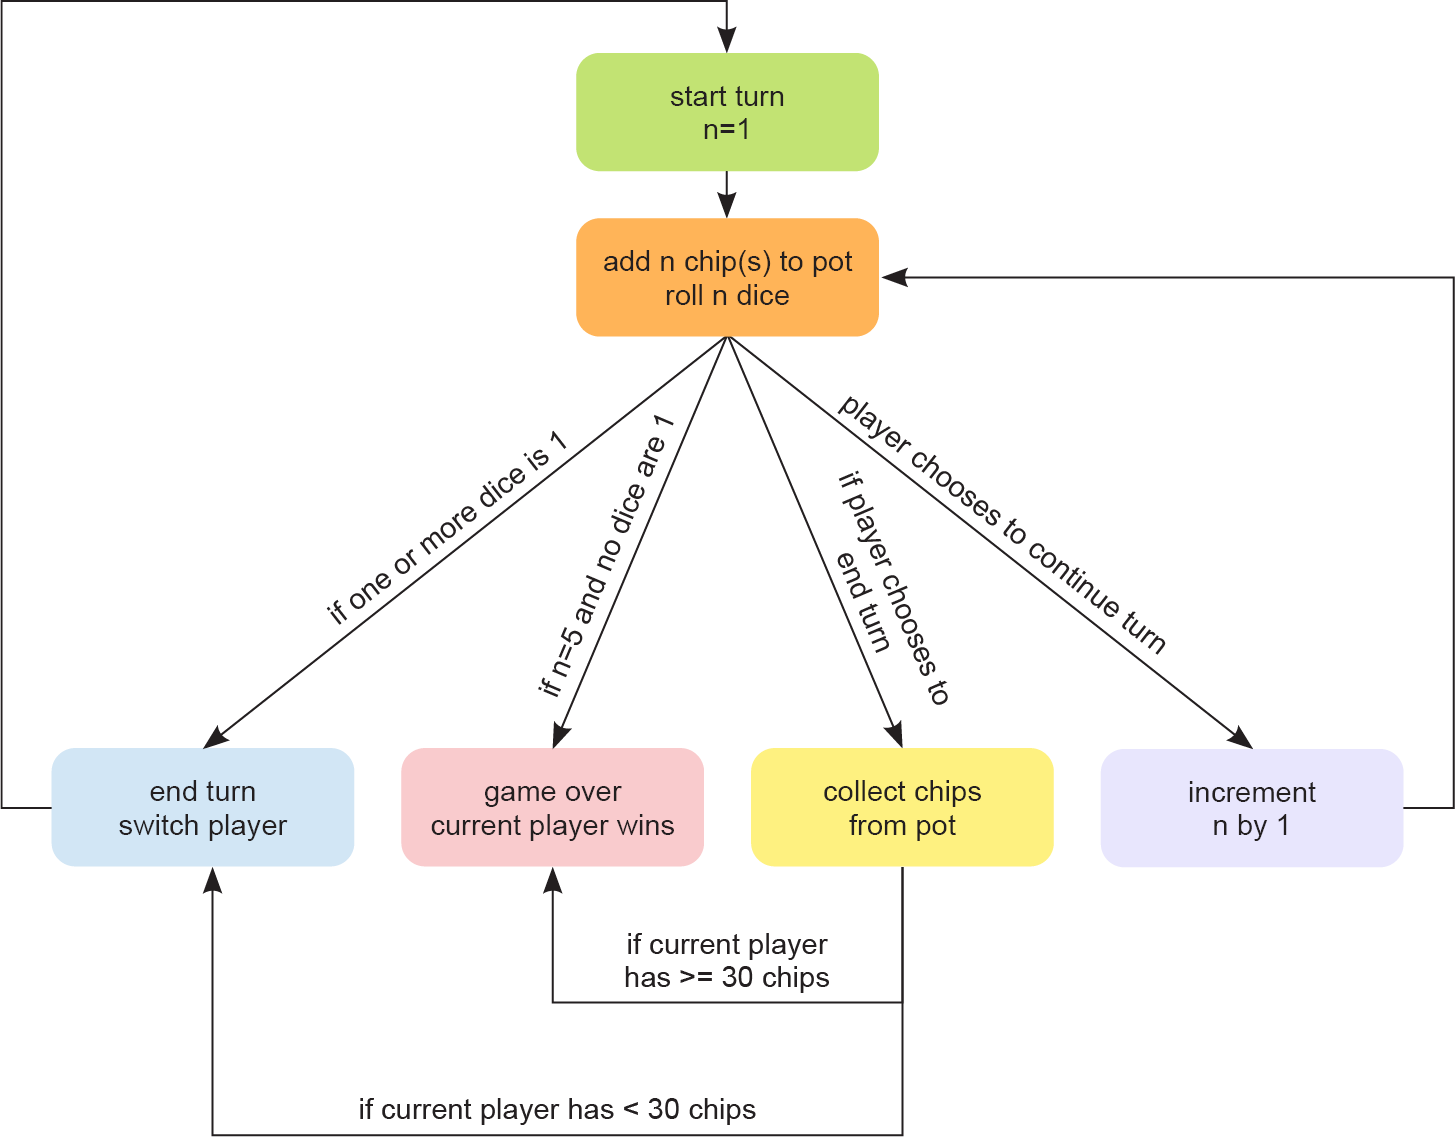 start turn
n=1
add n chip(s) to pot
roll n dice
if one or more dice is 1
if n=5 and no dice are 1
if player chooses to
end turn
player chooses to continue turn
end turn
switch player
game over
current player wins
collect chips
from pot
increment
n by 1
if current player
has >= 30 chips
if current player has < 30 chips